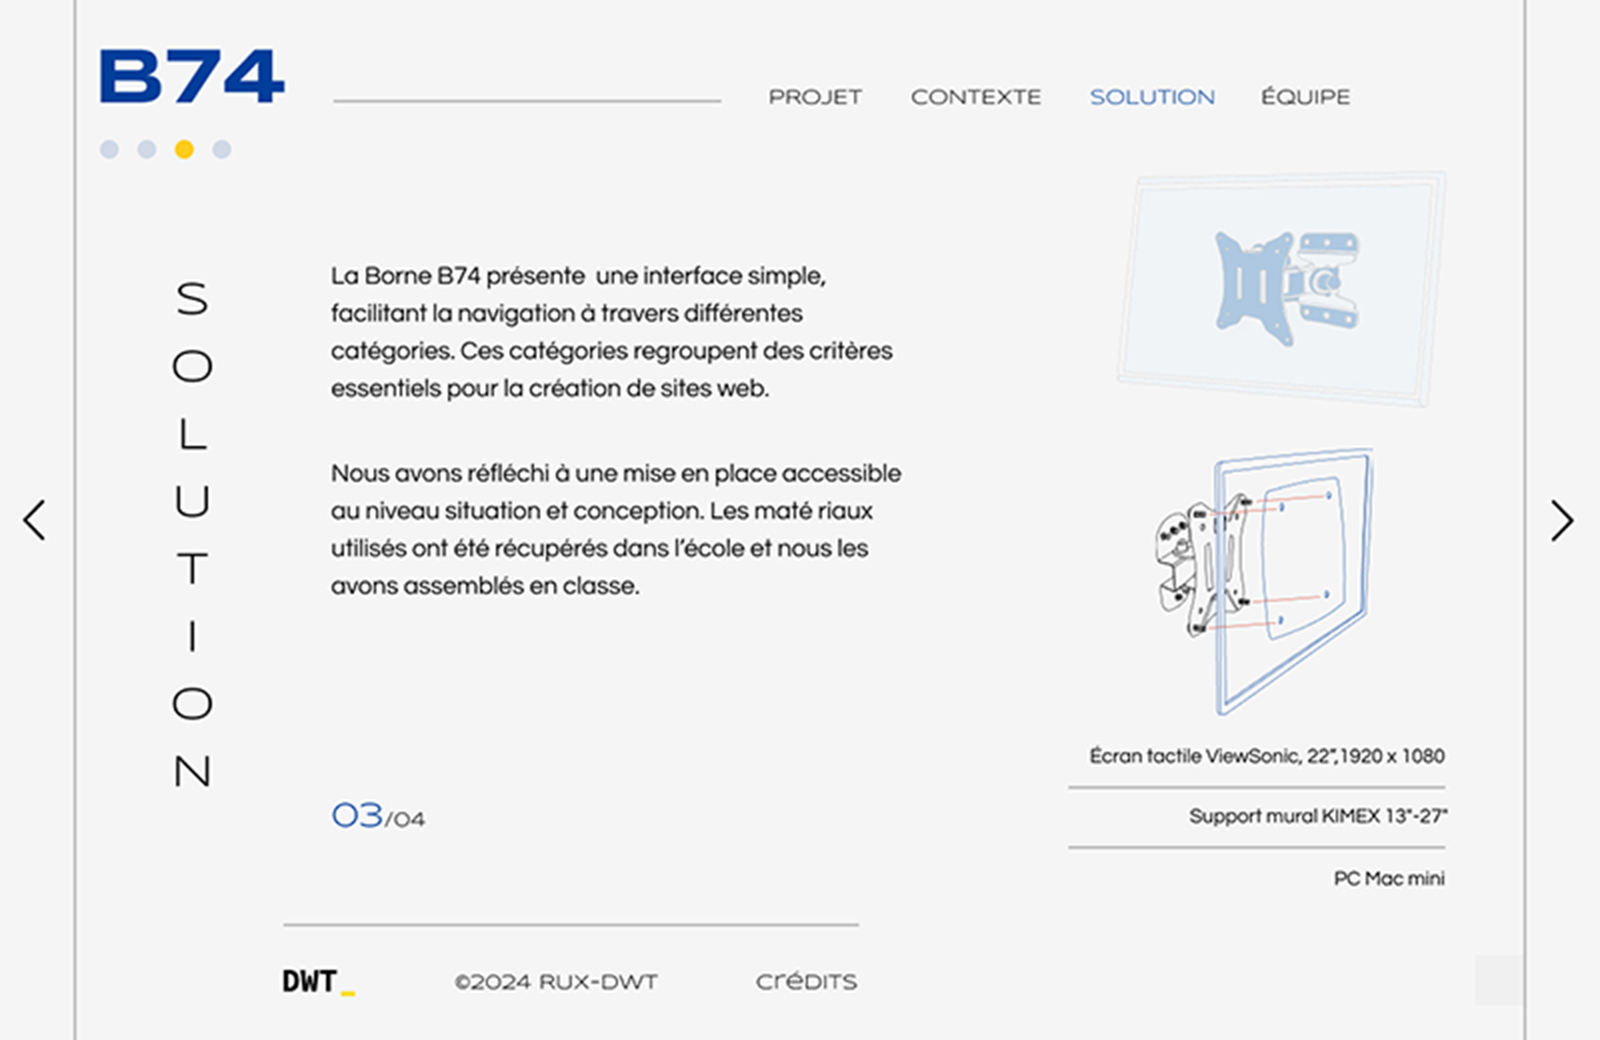 B74
PROJET CONTEXTE SOLUTION ÉQUIPE
SOLUTION
La Borne B74 présente  une interface simple,
facilitant la navigation à travers différentes
catégories. Ces catégories regroupent des critères
essentiels pour la création de sites web.
Nous avons réfléchi à une mise en place accessible
au niveau situation et conception. Les maté riaux
utilisés ont été récupérés dans l’école et nous les
avons assemblés en classe.
03/04
Écran tactile ViewSonic, 22”,1920 x 1080
Support mural KIMEX 13"-27"
PC Mac mini
DWT_ ©2024 RUX-DWT CréDITS